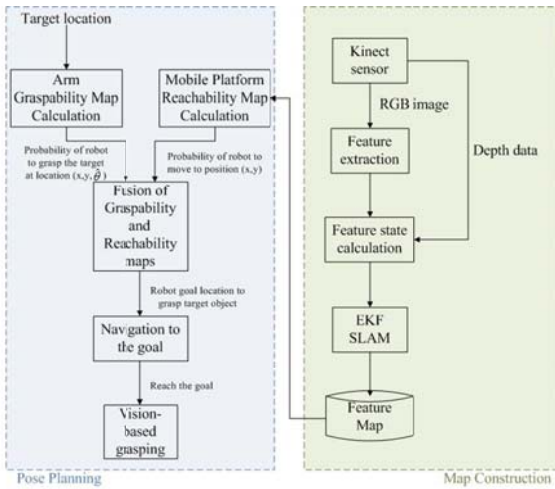 Target location
Arm
Graspability Map
Calculation
Mobile Platform
Reachability Map
Calculation
Probability of robot
to grasp the target
at location (x,y,θ̂)
Probability of robot to
move to position (x,y)
Fusion of
Graspability
and
Reachability
maps
Robot goal location to
grasp target object
Navigation to
the goal
Reach the goal
Vision-
based
grasping
Pose Planning
Kinect
sensor
RGB image
Feature
extraction
Depth data
Feature state
calculation
EKF
SLAM
Feature
Map
Map Construction